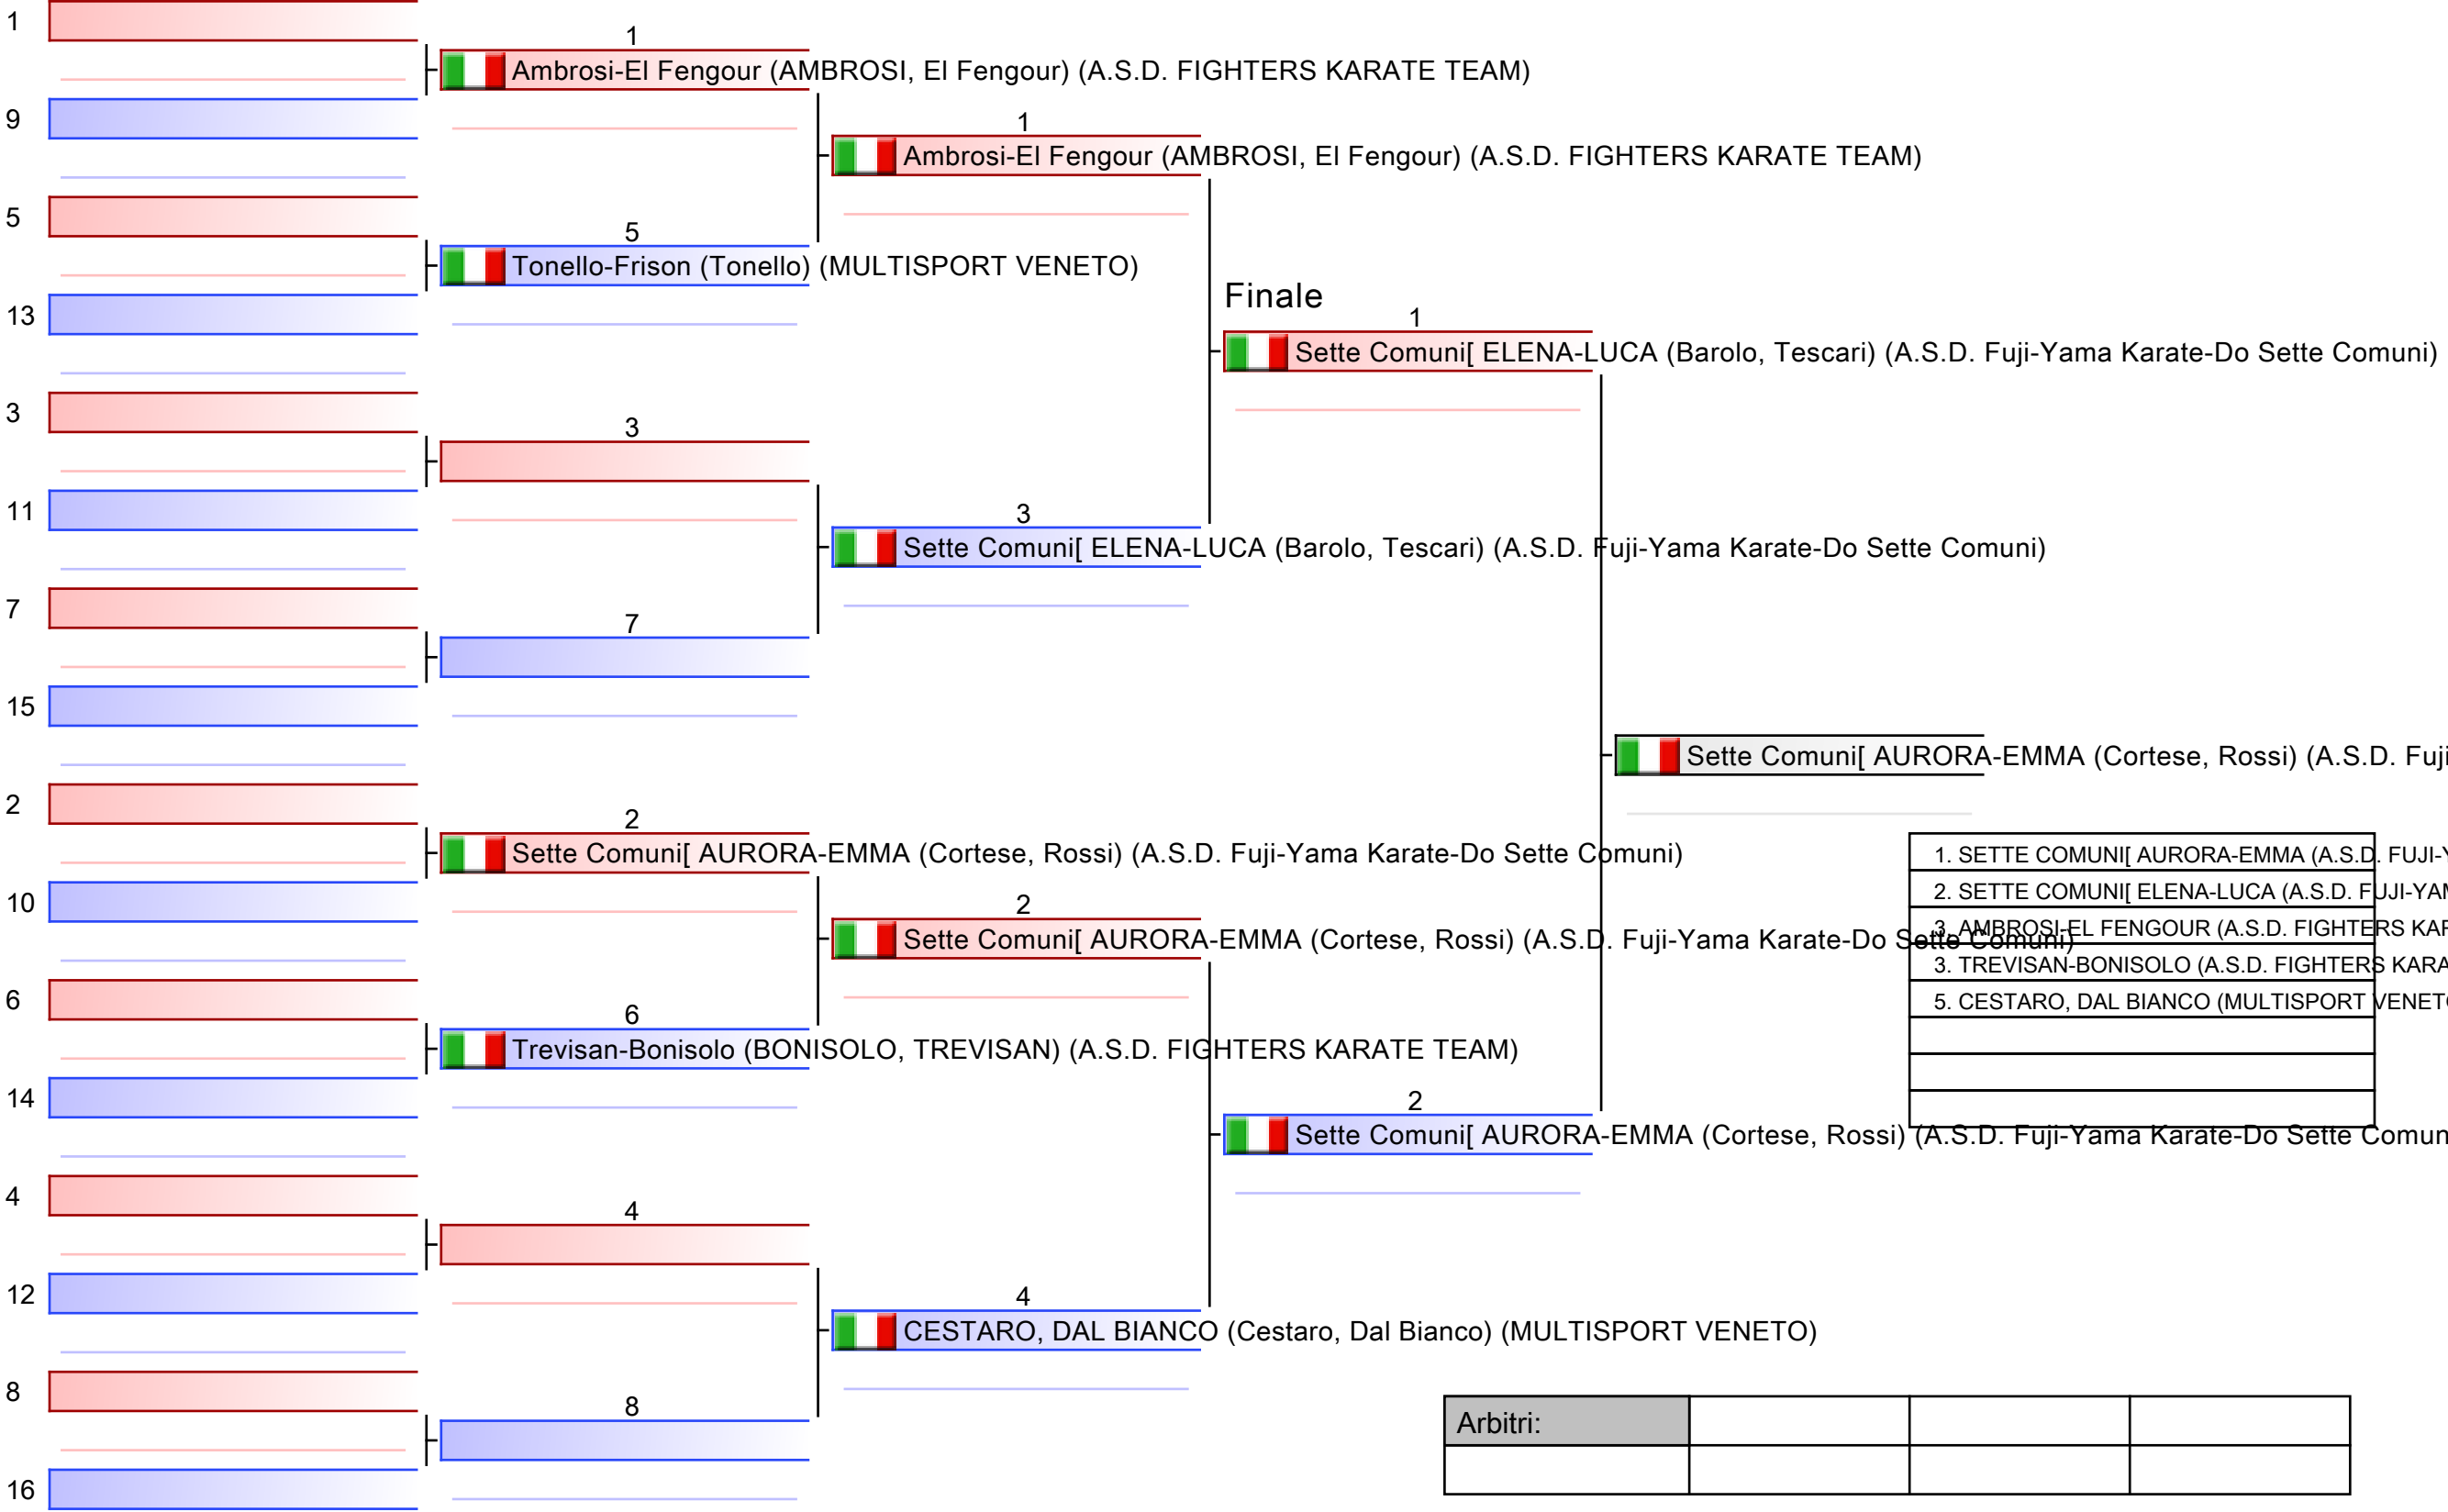 1
9
5
13
3
11
7
15
2
10
6
14
4
12
8
16
1
Ambrosi-El Fengour (AMBROSI, El Fengour) (A.S.D. FIGHTERS KARATE TEAM)
5
Tonello-Frison (Tonello) (MULTISPORT VENETO)
3
7
2
Sette Comuni[ AURORA-EMMA (Cortese, Rossi) (A.S.D. Fuji-Yama Karate-Do Sette Comuni)
6
Trevisan-Bonisolo (BONISOLO, TREVISAN) (A.S.D. FIGHTERS KARATE TEAM)
4
8
1
Ambrosi-El Fengour (AMBROSI, El Fengour) (A.S.D. FIGHTERS KARATE TEAM)
3
Sette Comuni[ ELENA-LUCA (Barolo, Tescari) (A.S.D. Fuji-Yama Karate-Do Sette Comuni)
2
Sette Comuni[ AURORA-EMMA (Cortese, Rossi) (A.S.D. Fuji-Yama Karate-Do Sette Comuni)
4
CESTARO, DAL BIANCO (Cestaro, Dal Bianco) (MULTISPORT VENETO)
Finale
1
Sette Comuni[ ELENA-LUCA (Barolo, Tescari) (A.S.D. Fuji-Yama Karate-Do Sette Comuni)
2
Sette Comuni[ AURORA-EMMA (Cortese, Rossi) (A.S.D. Fuji-Yama Karate-Do Sette Comun
Sette Comuni[ AURORA-EMMA (Cortese, Rossi) (A.S.D. Fuji
1. SETTE COMUNI[ AURORA-EMMA (A.S.D. FUJI-Y
2. SETTE COMUNI[ ELENA-LUCA (A.S.D. FUJI-YAM
3. AMBROSI-EL FENGOUR (A.S.D. FIGHTERS KAR
3. TREVISAN-BONISOLO (A.S.D. FIGHTERS KARA
5. CESTARO, DAL BIANCO (MULTISPORT VENETO
Arbitri: